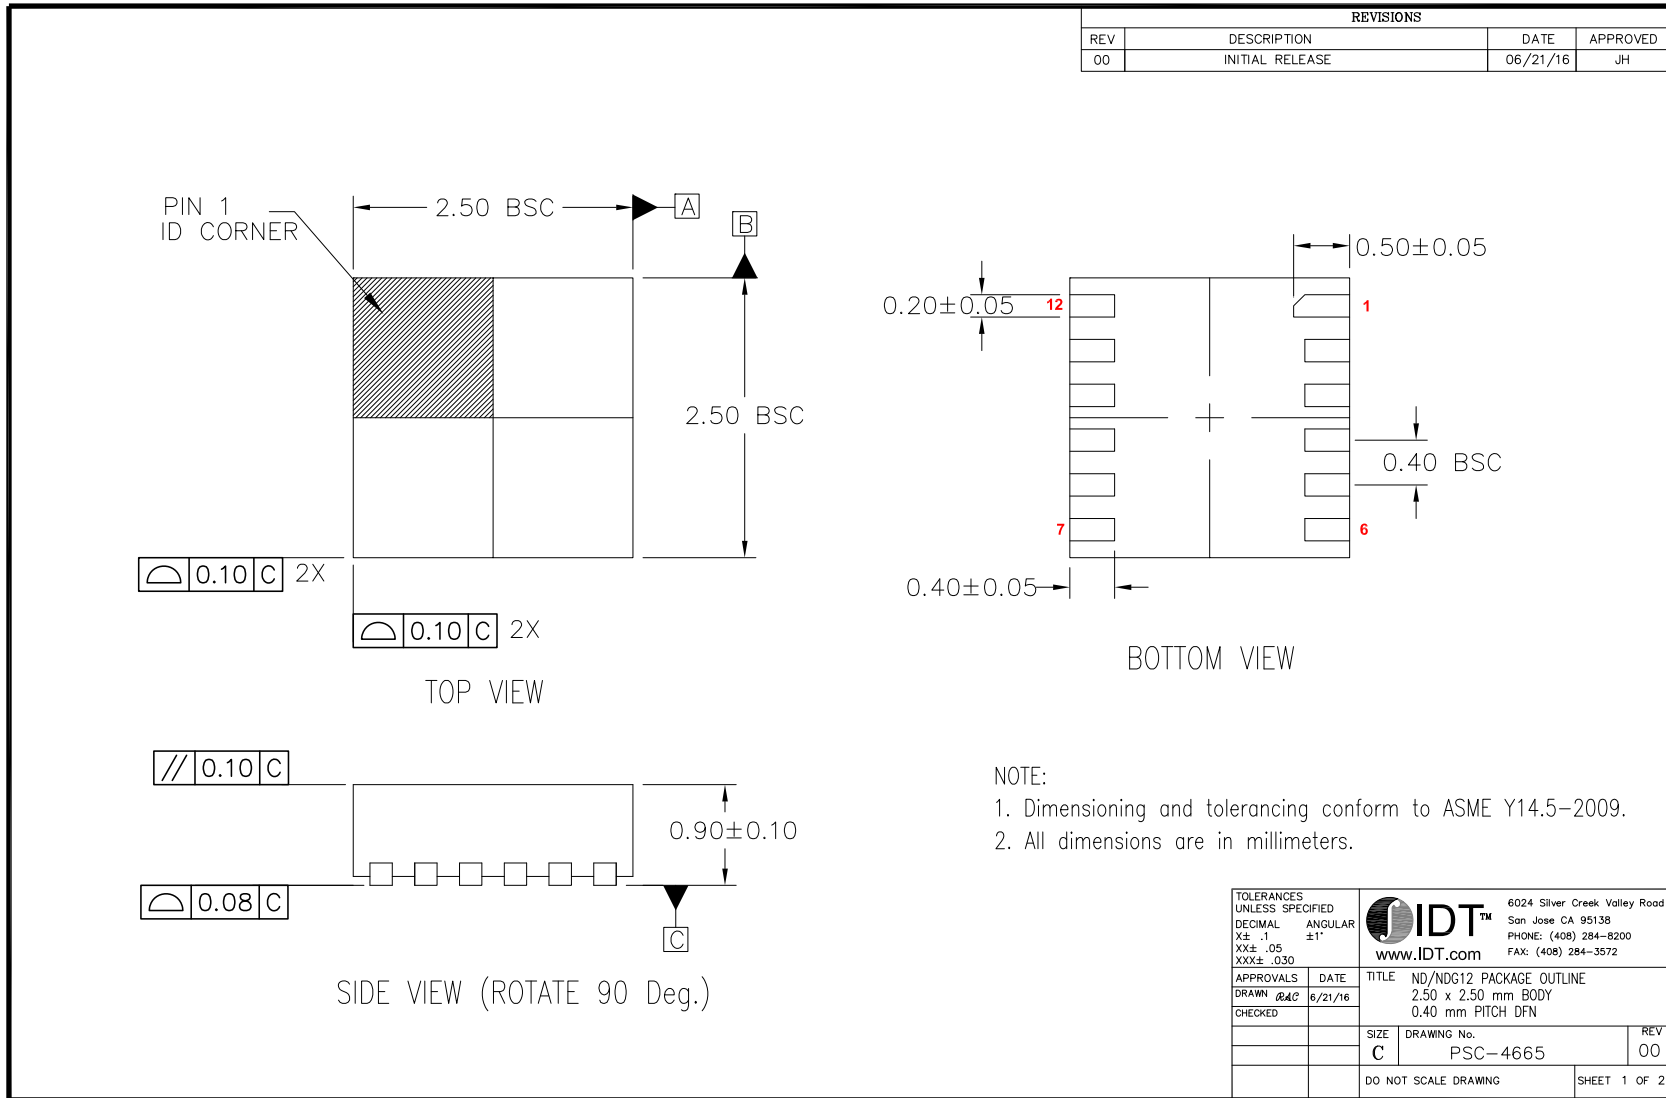 REVISIONS
REV DESCRIPTION DATE APPROVED
00 INITIAL RELEASE 06/21/16 JH
PIN 1
ID CORNER
2.50 BSC
A
B
2.50 BSC
0.10 C 2X
0.10 C 2X
TOP VIEW
0.50±0.05
0.20±0.05
12
1
0.40 BSC
7
6
0.40±0.05
BOTTOM VIEW
// 0.10 C
0.90±0.10
0.08 C
C
SIDE VIEW (ROTATE 90 Deg.)
NOTE:
1. Dimensioning and tolerancing conform to ASME Y14.5-2009.
2. All dimensions are in millimeters.
TOLERANCES
UNLESS SPECIFIED
DECIMAL ANGULAR
X± .1 ±1°
XX± .05
XXX± .030
IDT™
www.IDT.com
6024 Silver Creek Valley Road
San Jose CA 95138
PHONE: (408) 284-8200
FAX: (408) 284-3572
APPROVALS DATE
DRAWN RAC 6/21/16
CHECKED
TITLE ND/NDG12 PACKAGE OUTLINE
2.50 x 2.50 mm BODY
0.40 mm PITCH DFN
SIZE DRAWING No. REV
C PSC-4665 00
DO NOT SCALE DRAWING SHEET 1 OF 2